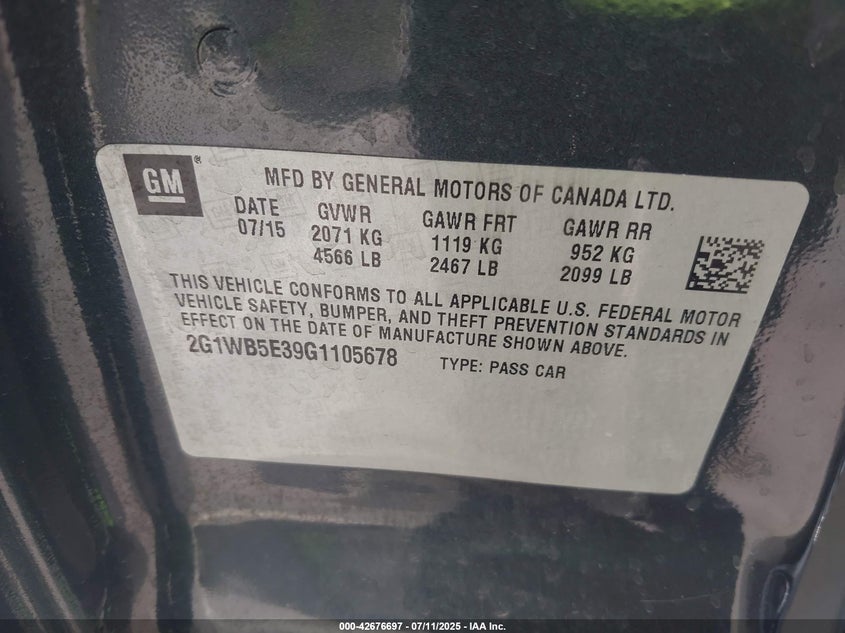 GM®
MFD BY GENERAL MOTORS OF CANADA LTD.
DATE GVWR GAWR FRT GAWR RR
07/15 2071 KG 1119 KG 952 KG
4566 LB 2467 LB 2099 LB
THIS VEHICLE CONFORMS TO ALL APPLICABLE U.S. FEDERAL MOTOR
VEHICLE SAFETY, BUMPER, AND THEFT PREVENTION STANDARDS IN
EFFECT ON THE DATE OF MANUFACTURE SHOWN ABOVE.
2G1WB5E39G1105678 TYPE: PASS CAR
000-42676697 - 07/11/2025 - IAA Inc.